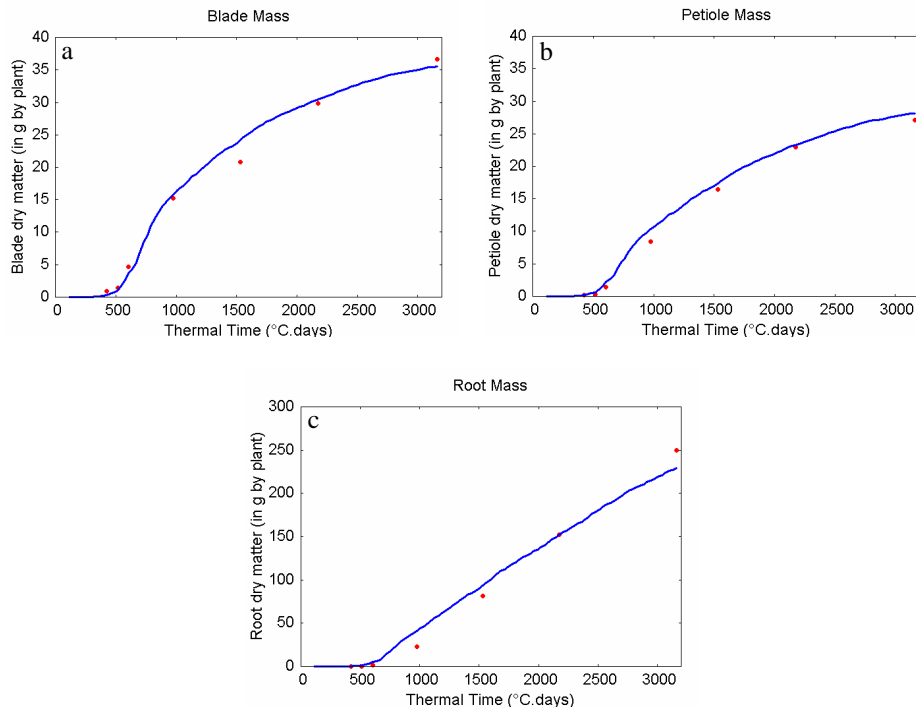 Blade Mass
a
40
35
30
25
20
15
10
5
0
Blade dry matter (in g by plant)
0 500 1000 1500 2000 2500 3000
Thermal Time (°C.days)
Petiole Mass
b
40
35
30
25
20
15
10
5
0
Petiole dry matter (in g by plant)
0 500 1000 1500 2000 2500 3000
Thermal Time (°C.days)
Root Mass
c
300
250
200
150
100
50
0
Root dry matter (in g by plant)
0 500 1000 1500 2000 2500 3000
Thermal Time (°C.days)